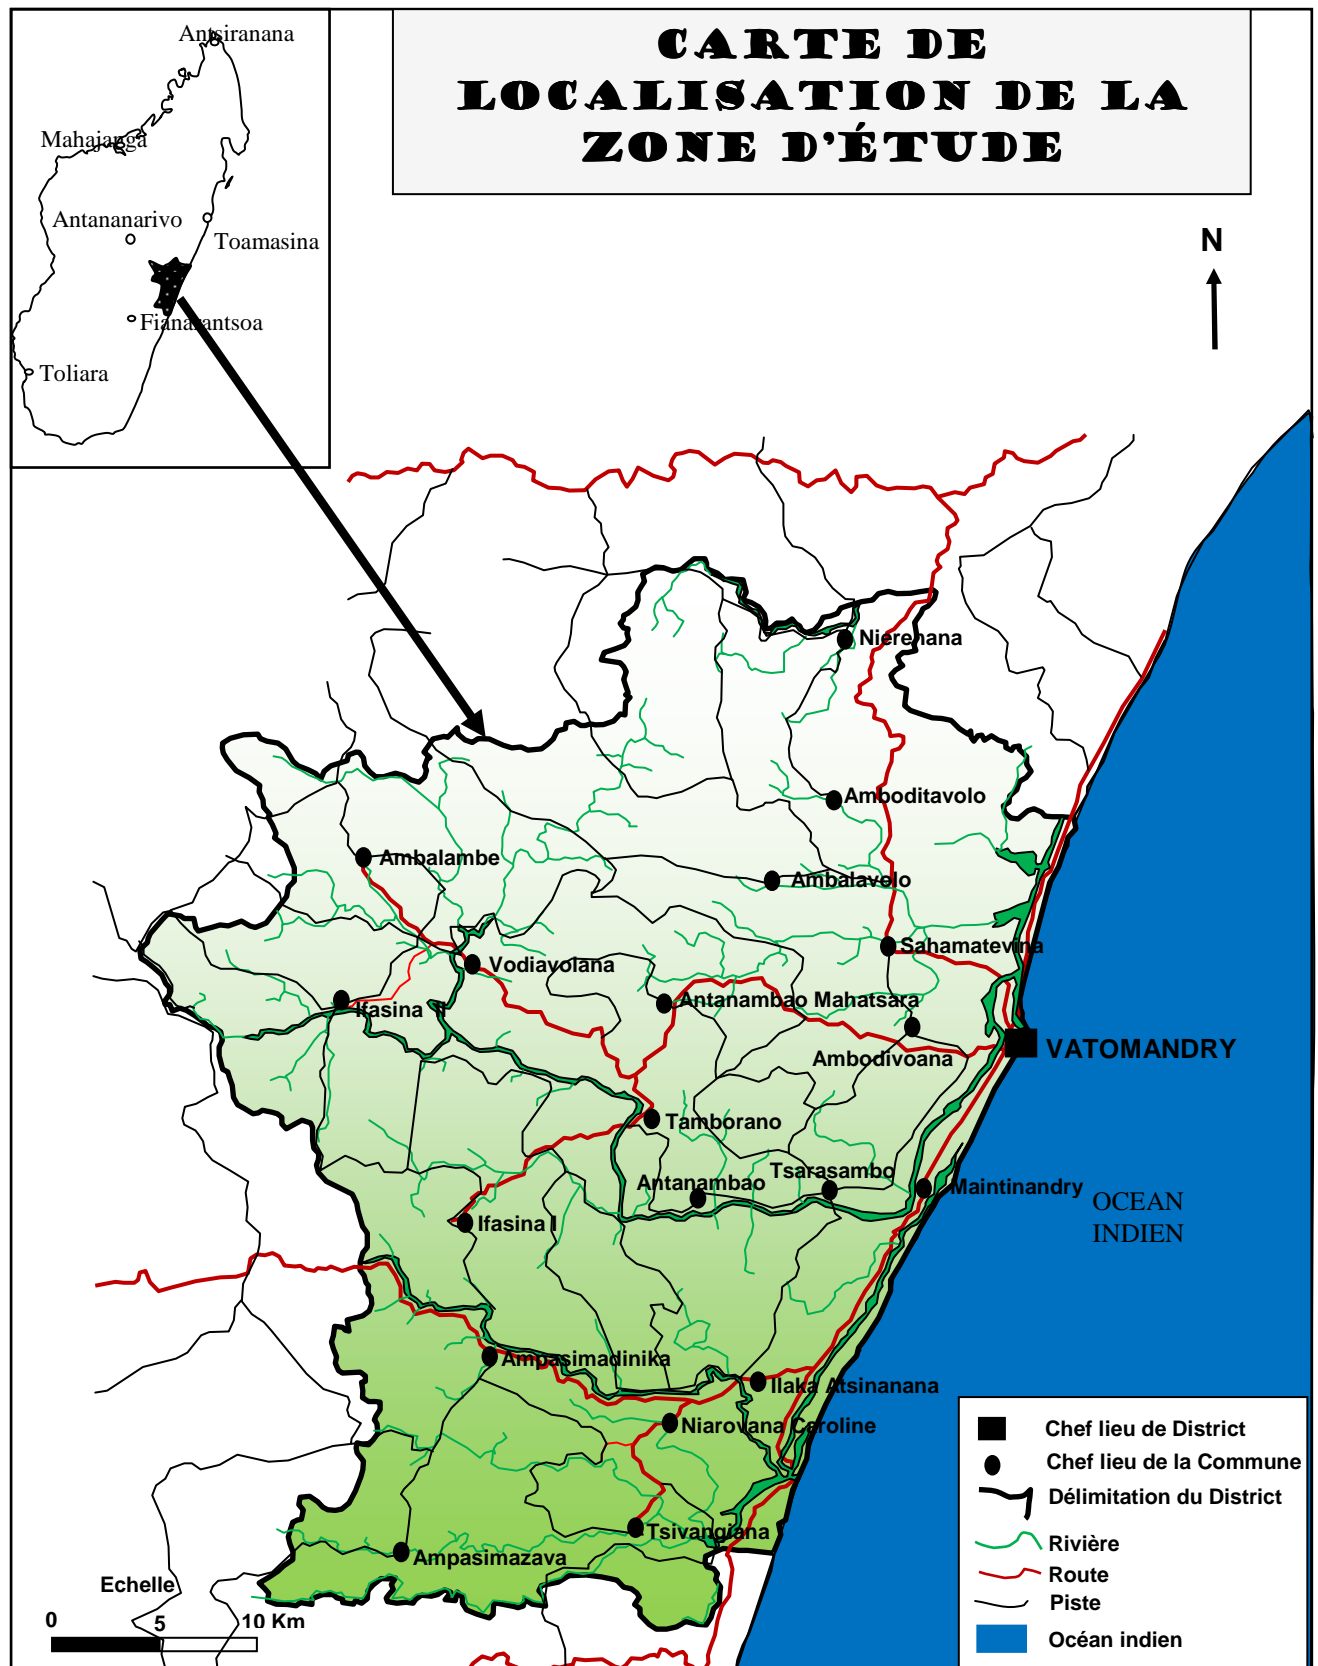 CARTE DE
LOCALISATION DE LA
ZONE D'ÉTUDE
Antsiranana
Mahajanga
Antananarivo
Toamasina
Fianarantsoa
Toliara
N
Nierenana
Amboditavolo
Ambalambe
Ambalavolo
Sahamatevina
Vodiavolana
Ifasina II
Antanambao Mahatsara
Ambodivoana
VATOMANDRY
Tamborano
Tsarasambo
Antanambao
Maintinandry
OCEAN
INDIEN
Ifasina I
Ampasimadinika
Ilaka Atsinanana
Niarovana Caroline
Tsivangiana
Ampasimazava
Echelle
0 5 10 Km
Chef lieu de District
Chef lieu de la Commune
Délimitation du District
Rivière
Route
Piste
Océan indien